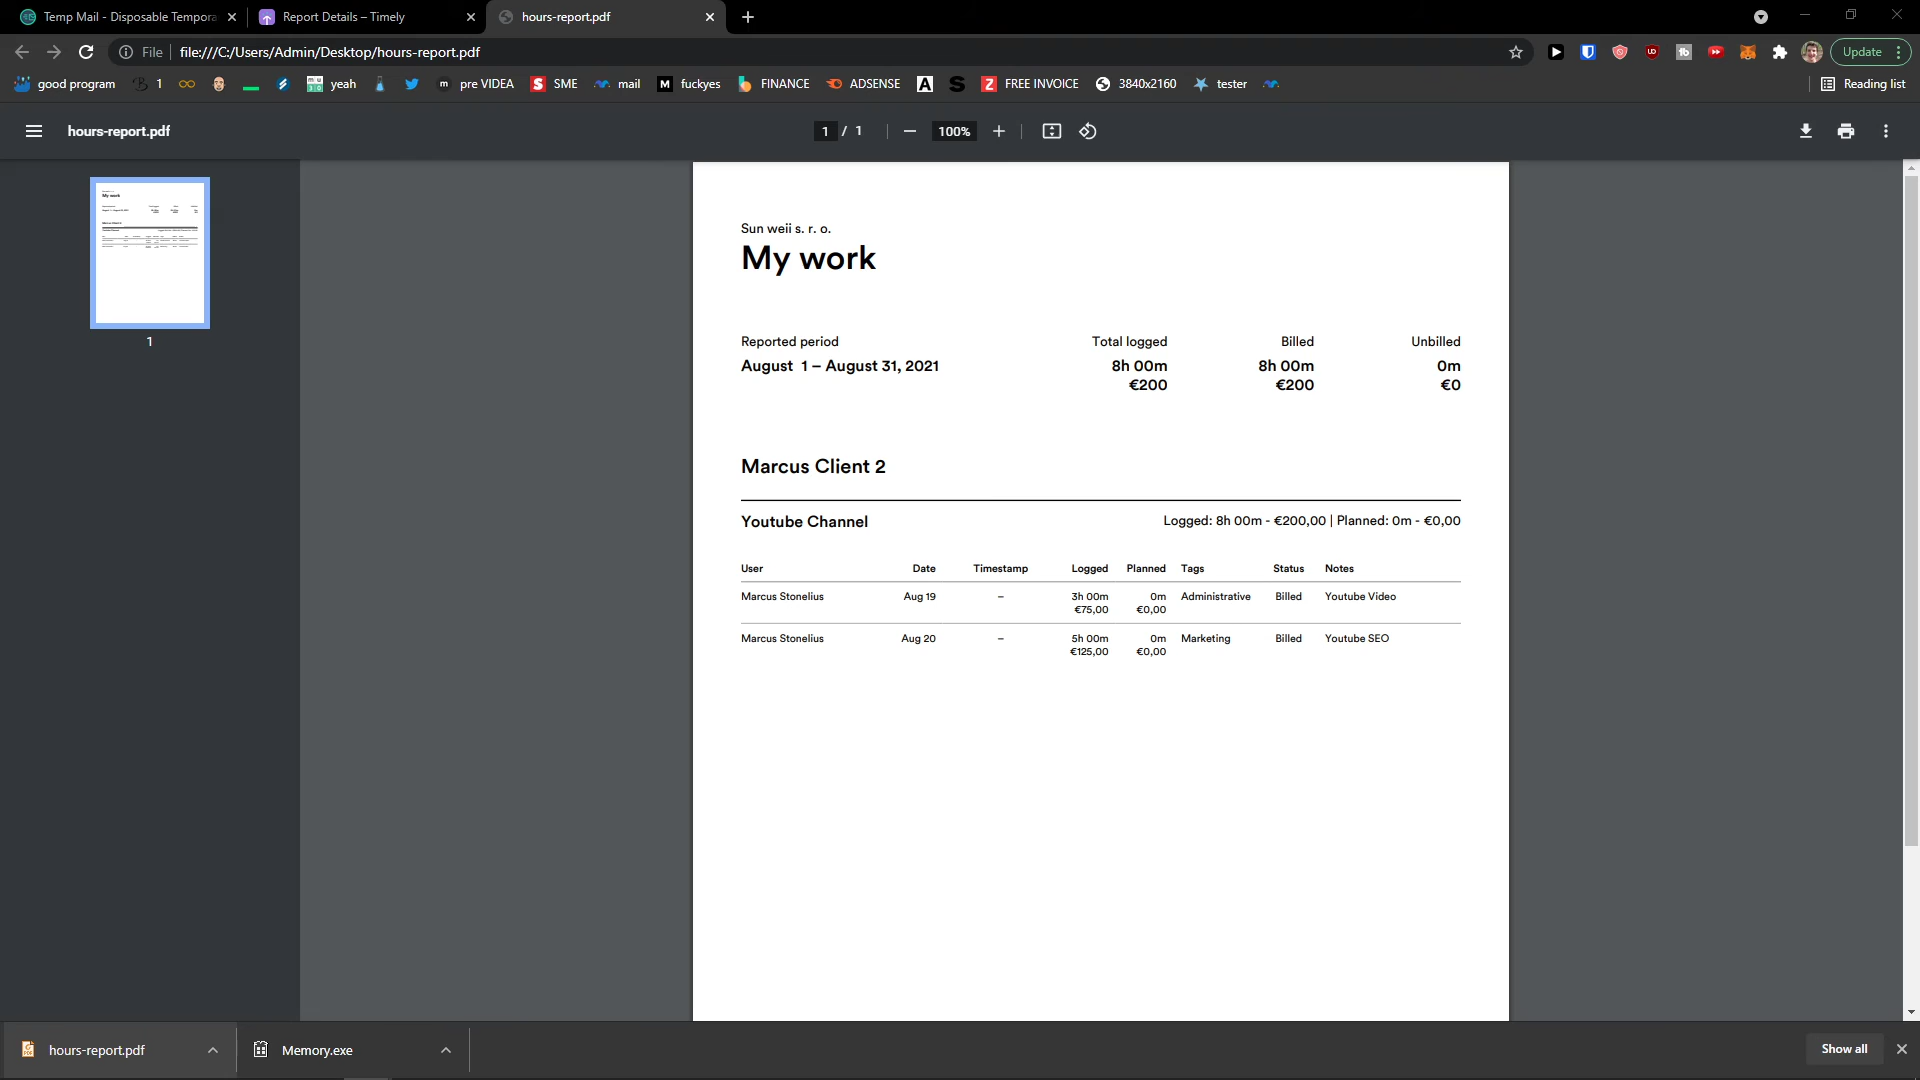 Temp Mail - Disposable Tempora
Report Details – Timely
hours-report.pdf
File
file:///C:/Users/Admin/Desktop/hours-report.pdf
Update
good program
1
yeah
pre VIDEA
SME
mail
fuckyes
FINANCE
ADSENSE
FREE INVOICE
3840x2160
tester
Reading list
hours-report.pdf
1 / 1
100%
1
Sun weii s. r. o.
My work
Reported period Total logged Billed Unbilled
August 1 – August 31, 2021 8h 00m 8h 00m 0m
€200 €200 €0
Marcus Client 2
Youtube Channel Logged: 8h 00m - €200,00 | Planned: 0m - €0,00
User Date Timestamp Logged Planned Tags Status Notes
Marcus Stonelius Aug 19 – 3h 00m 0m Administrative Billed Youtube Video
€75,00 €0,00
Marcus Stonelius Aug 20 – 5h 00m 0m Marketing Billed Youtube SEO
€125,00 €0,00
hours-report.pdf
Memory.exe
Show all